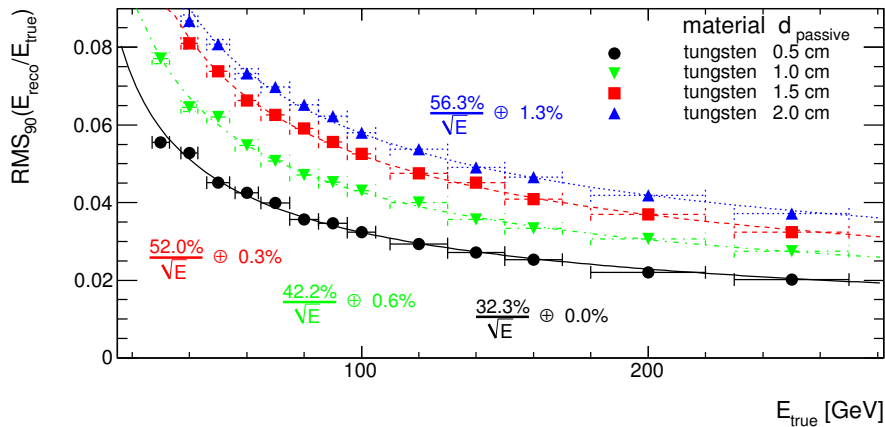 RMS90(Ereco/Etrue)
0.08
0.06
0.04
0.02
0
material dpassive
tungsten 0.5 cm
tungsten 1.0 cm
tungsten 1.5 cm
tungsten 2.0 cm
56.3%/√E ⊕ 1.3%
52.0%/√E ⊕ 0.3%
42.2%/√E ⊕ 0.6%
32.3%/√E ⊕ 0.0%
100 200
Etrue [GeV]